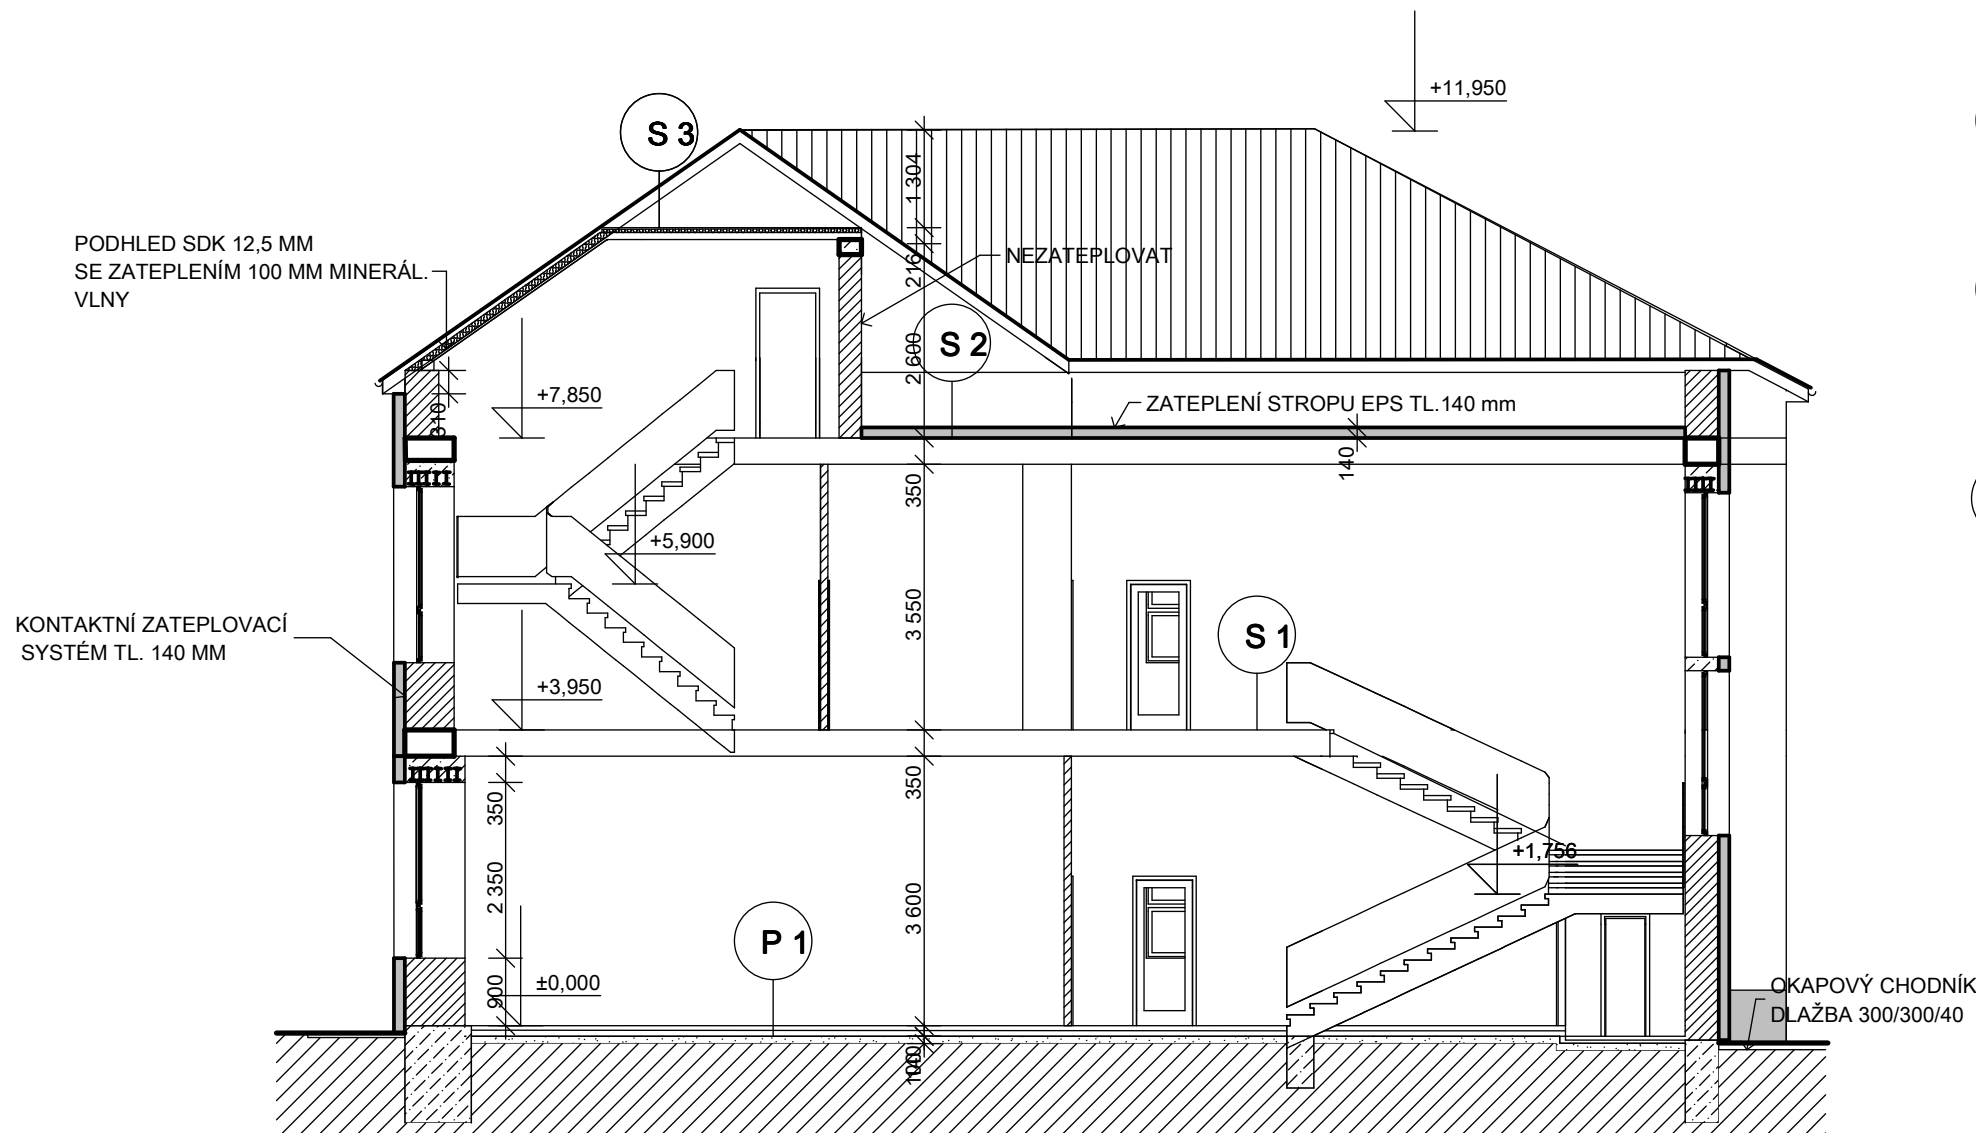 +11,950
S 3
1 304
PODHLED SDK 12,5 MM
SE ZATEPLENÍM 100 MM MINERÁL.
VLNY
NEZATEPLOVAT
216
S 2
2 600
+7,850
310
ZATEPLENÍ STROPU EPS TL.140 mm
140
350
+5,900
3 550
S 1
KONTAKTNÍ ZATEPLOVACÍ
SYSTÉM TL. 140 MM
+3,950
350
350
+1,756
2 350
3 600
P 1
900
±0,000
OKAPOVÝ CHODNÍK
DLAŽBA 300/300/40